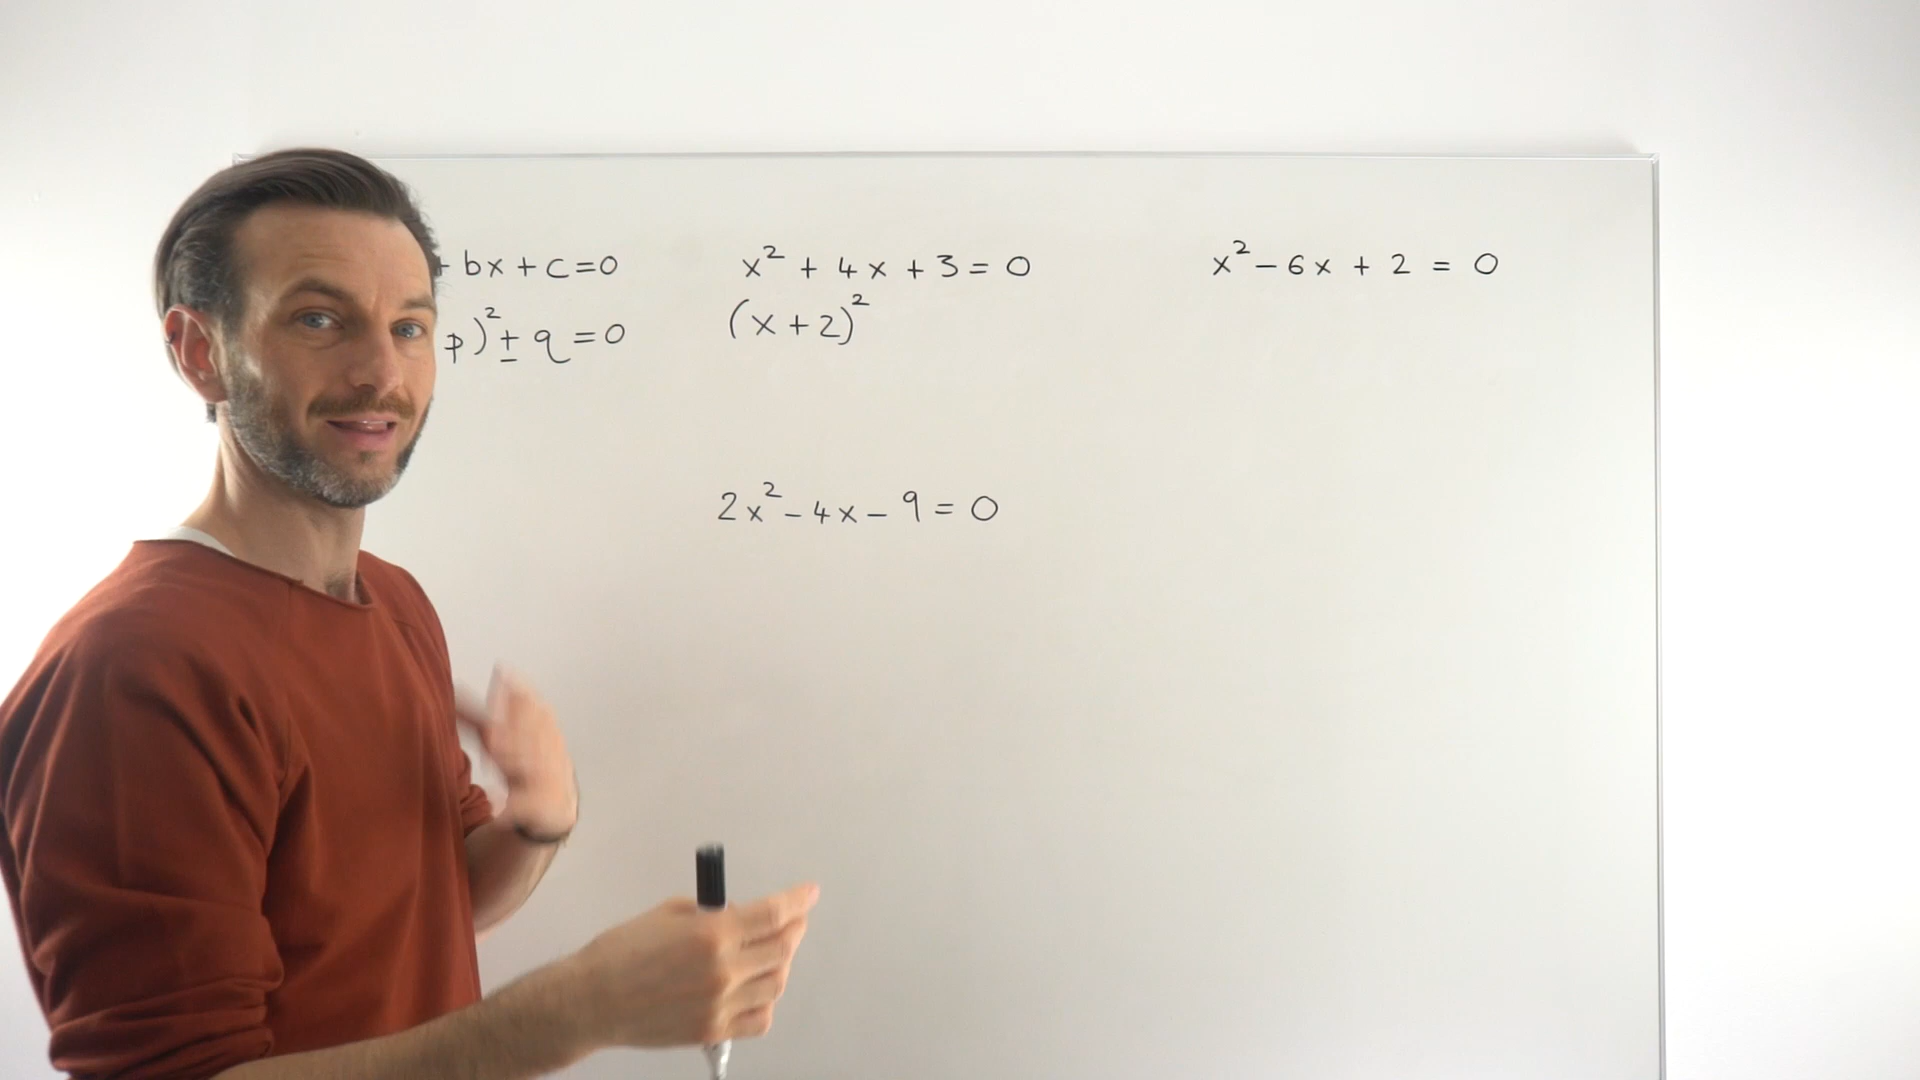 + bx + c = 0
p)² ± q = 0
x² + 4x + 3 = 0
(x + 2)²
x² - 6x + 2 = 0
2x² - 4x - 9 = 0